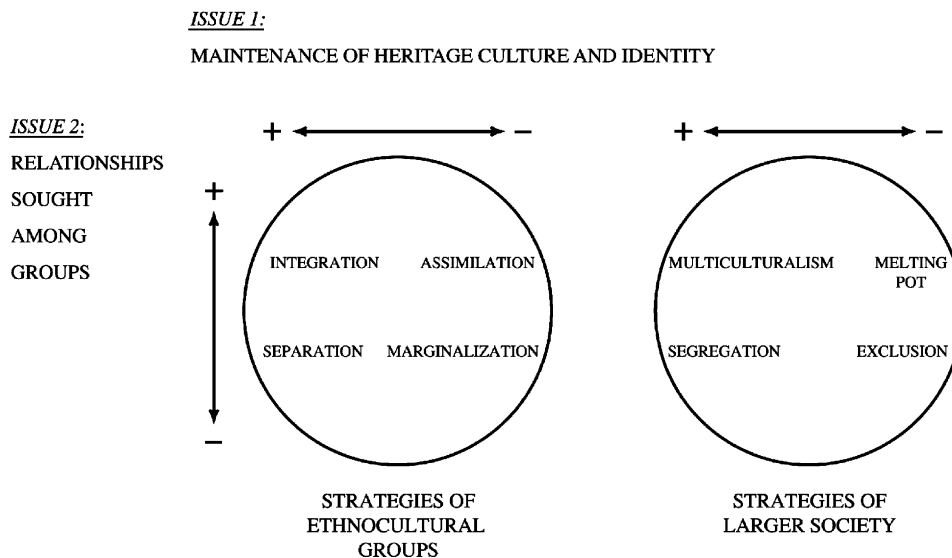 ISSUE 1:
MAINTENANCE OF HERITAGE CULTURE AND IDENTITY
ISSUE 2:
RELATIONSHIPS
SOUGHT
AMONG
GROUPS
+ −
+
−
INTEGRATION ASSIMILATION
SEPARATION MARGINALIZATION
STRATEGIES OF
ETHNOCULTURAL
GROUPS
+ −
MULTICULTURALISM MELTING
POT
SEGREGATION EXCLUSION
STRATEGIES OF
LARGER SOCIETY